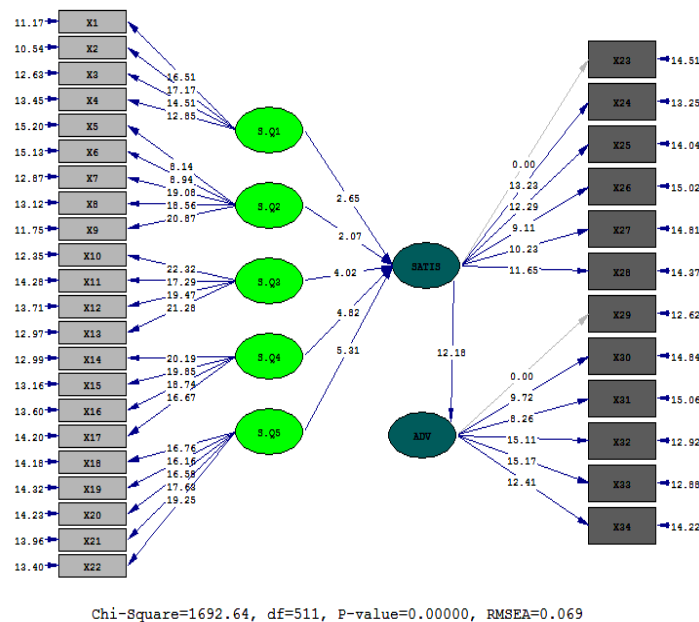 11.17 X1
10.54 X2
12.63 X3
13.45 X4
15.20 X5
15.13 X6
12.87 X7
13.12 X8
11.75 X9
12.35 X10
14.28 X11
13.71 X12
12.97 X13
12.99 X14
13.16 X15
13.60 X16
14.20 X17
14.18 X18
14.32 X19
14.23 X20
13.96 X21
13.40 X22
16.51
17.17
14.51
12.85
8.14
8.94
19.08
18.56
20.87
22.32
17.29
19.47
21.28
20.19
19.85
18.74
16.67
16.76
16.16
16.58
17.63
19.25
S.Q1
S.Q2
S.Q3
S.Q4
S.Q5
2.65
2.07
4.02
4.82
5.31
SATIS
12.18
ADV
0.00
13.23
12.29
9.11
10.23
11.65
0.00
9.72
8.26
15.11
15.17
12.41
X23 14.51
X24 13.25
X25 14.04
X26 15.02
X27 14.81
X28 14.37
X29 12.62
X30 14.84
X31 15.06
X32 12.92
X33 12.88
X34 14.22
Chi-Square=1692.64, df=511, P-value=0.00000, RMSEA=0.069